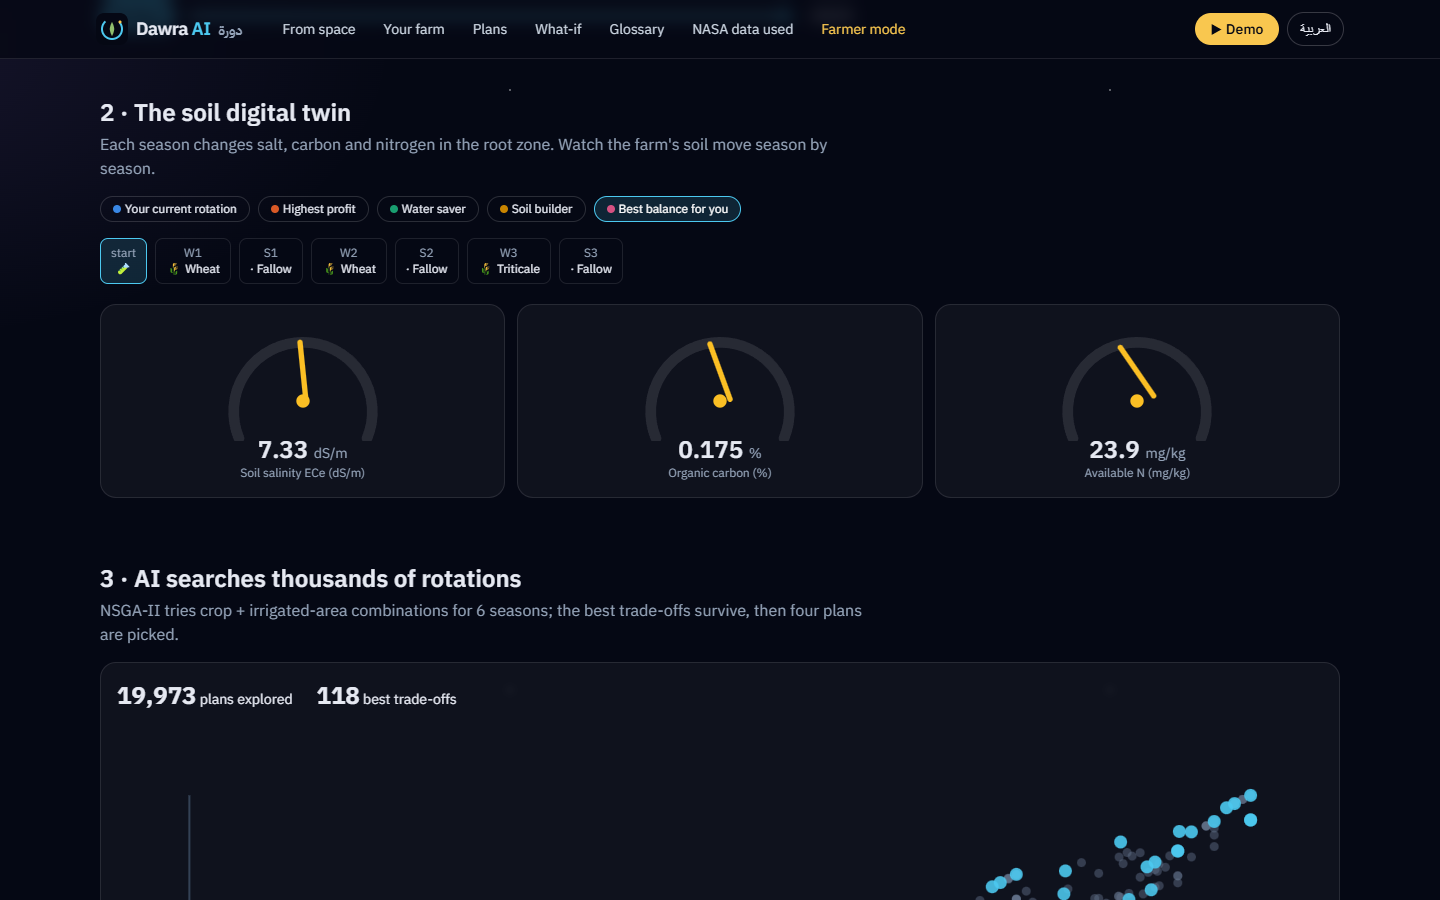 Dawra AI دورة
From space
Your farm
Plans
What-if
Glossary
NASA data used
Farmer mode
▶ Demo
العربية
2 · The soil digital twin
Each season changes salt, carbon and nitrogen in the root zone. Watch the farm's soil move season by
season.
Your current rotation
Highest profit
Water saver
Soil builder
Best balance for you
start
W1
Wheat
S1
· Fallow
W2
Wheat
S2
· Fallow
W3
Triticale
S3
· Fallow
7.33 dS/m
Soil salinity ECe (dS/m)
0.175 %
Organic carbon (%)
23.9 mg/kg
Available N (mg/kg)
3 · AI searches thousands of rotations
NSGA-II tries crop + irrigated-area combinations for 6 seasons; the best trade-offs survive, then four plans
are picked.
19,973 plans explored 118 best trade-offs